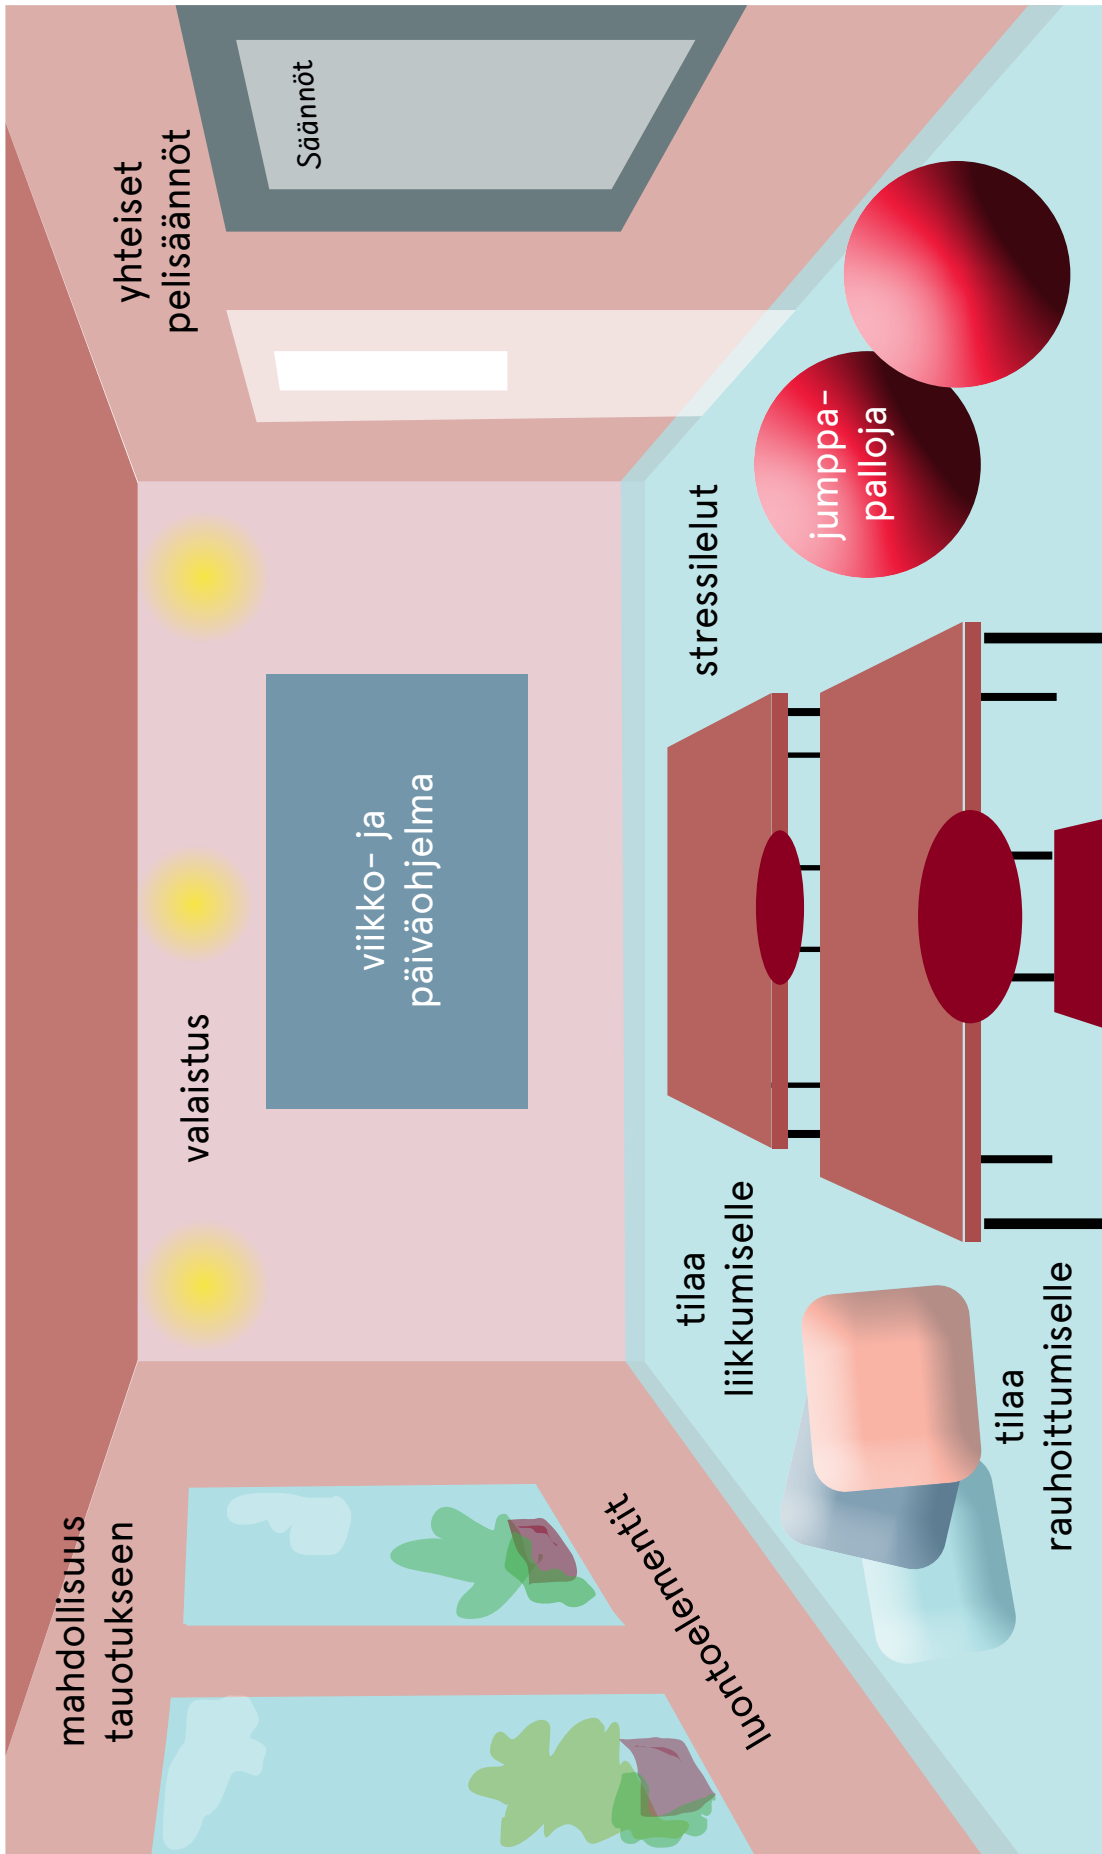 mahdollisuus
tauotukseen
valaistus
yhteiset
pelisäännöt
Säännöt
viikko- ja
päiväohjelma
luontoelementit
tilaa
liikkumiselle
stressilelut
jumppa-
palloja
tilaa
rauhoittumiselle